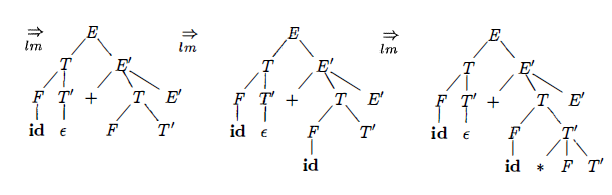 ⇒ E ⇒ E ⇒ E
lm T E′ lm T E′ lm T E′
F T′ + T E′ F T′ + T E′ F T′ + T E′
id ϵ F T′ id ϵ F T′ id ϵ F T′
id id * F T′